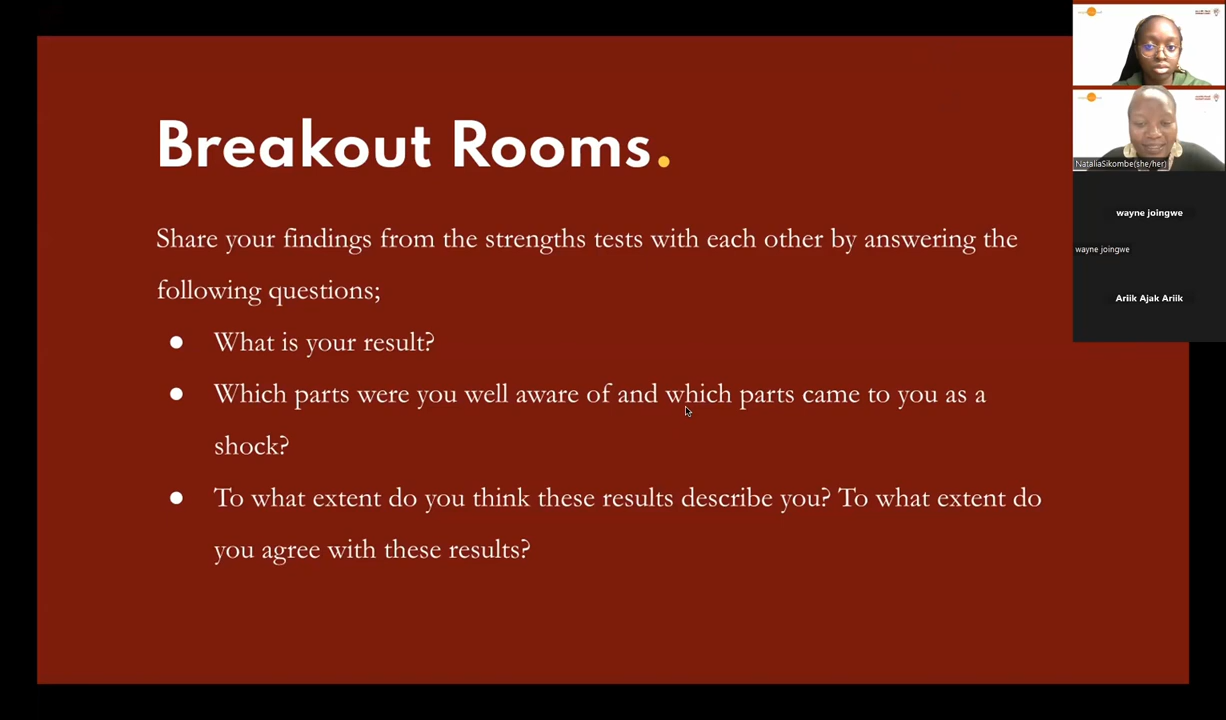 Breakout Rooms.
Share your findings from the strengths tests with each other by answering the
following questions;
● What is your result?
● Which parts were you well aware of and which parts came to you as a
shock?
● To what extent do you think these results describe you? To what extent do
you agree with these results?
NataliaSikombe(she/her)
wayne joingwe
wayne joingwe
Ariik Ajak Ariik